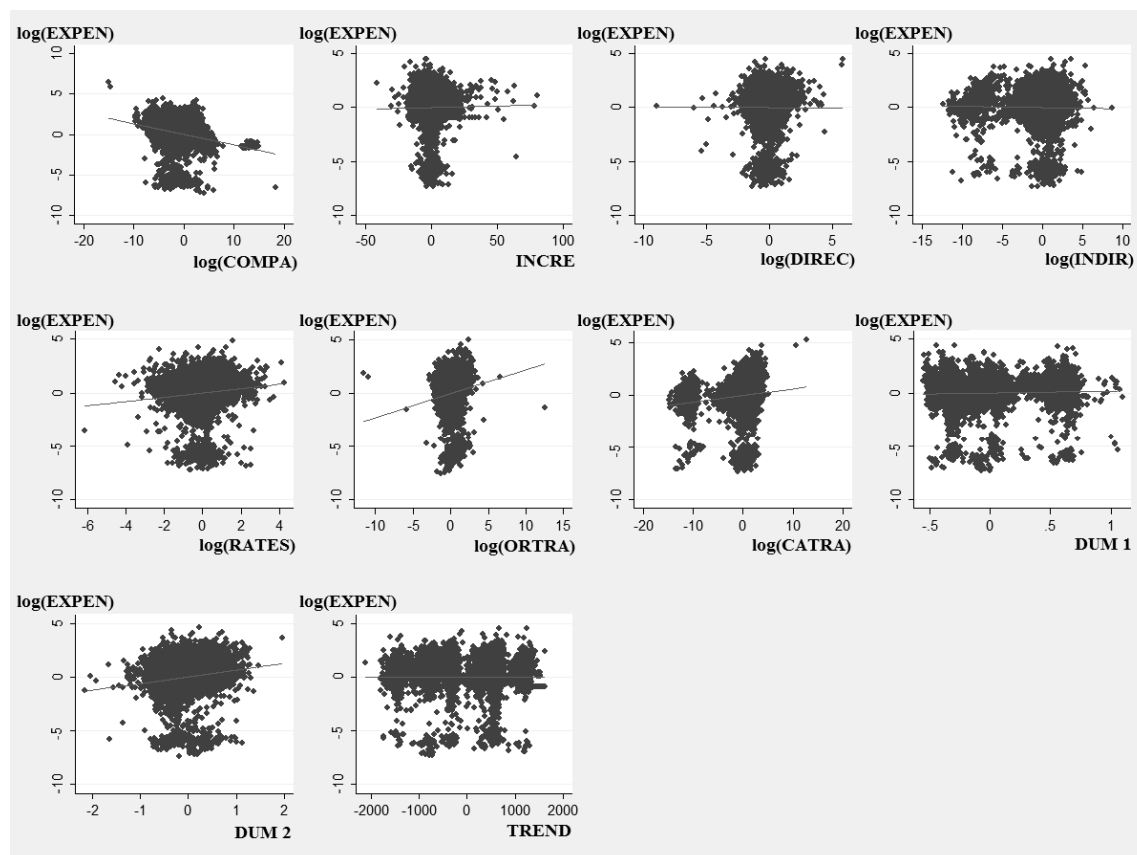 log(EXPEN)
10
5
0
-5
-10
-20 -10 0 10 20
log(COMPA)
log(EXPEN)
5
0
-5
-10
-50 0 50 100
INCRE
log(EXPEN)
5
0
-5
-10
-10 -5 0 5
log(DIREC)
log(EXPEN)
5
0
-5
-10
-15 -10 -5 0 5 10
log(INDIR)
log(EXPEN)
5
0
-5
-10
-6 -4 -2 0 2 4
log(RATES)
log(EXPEN)
5
0
-5
-10
-10 -5 0 5 10 15
log(ORTRA)
log(EXPEN)
5
0
-5
-10
-20 -10 0 10 20
log(CATRA)
log(EXPEN)
5
0
-5
-10
-.5 0 .5 1
DUM 1
log(EXPEN)
5
0
-5
-10
-2 -1 0 1 2
DUM 2
log(EXPEN)
5
0
-5
-10
-2000 -1000 0 1000 2000
TREND